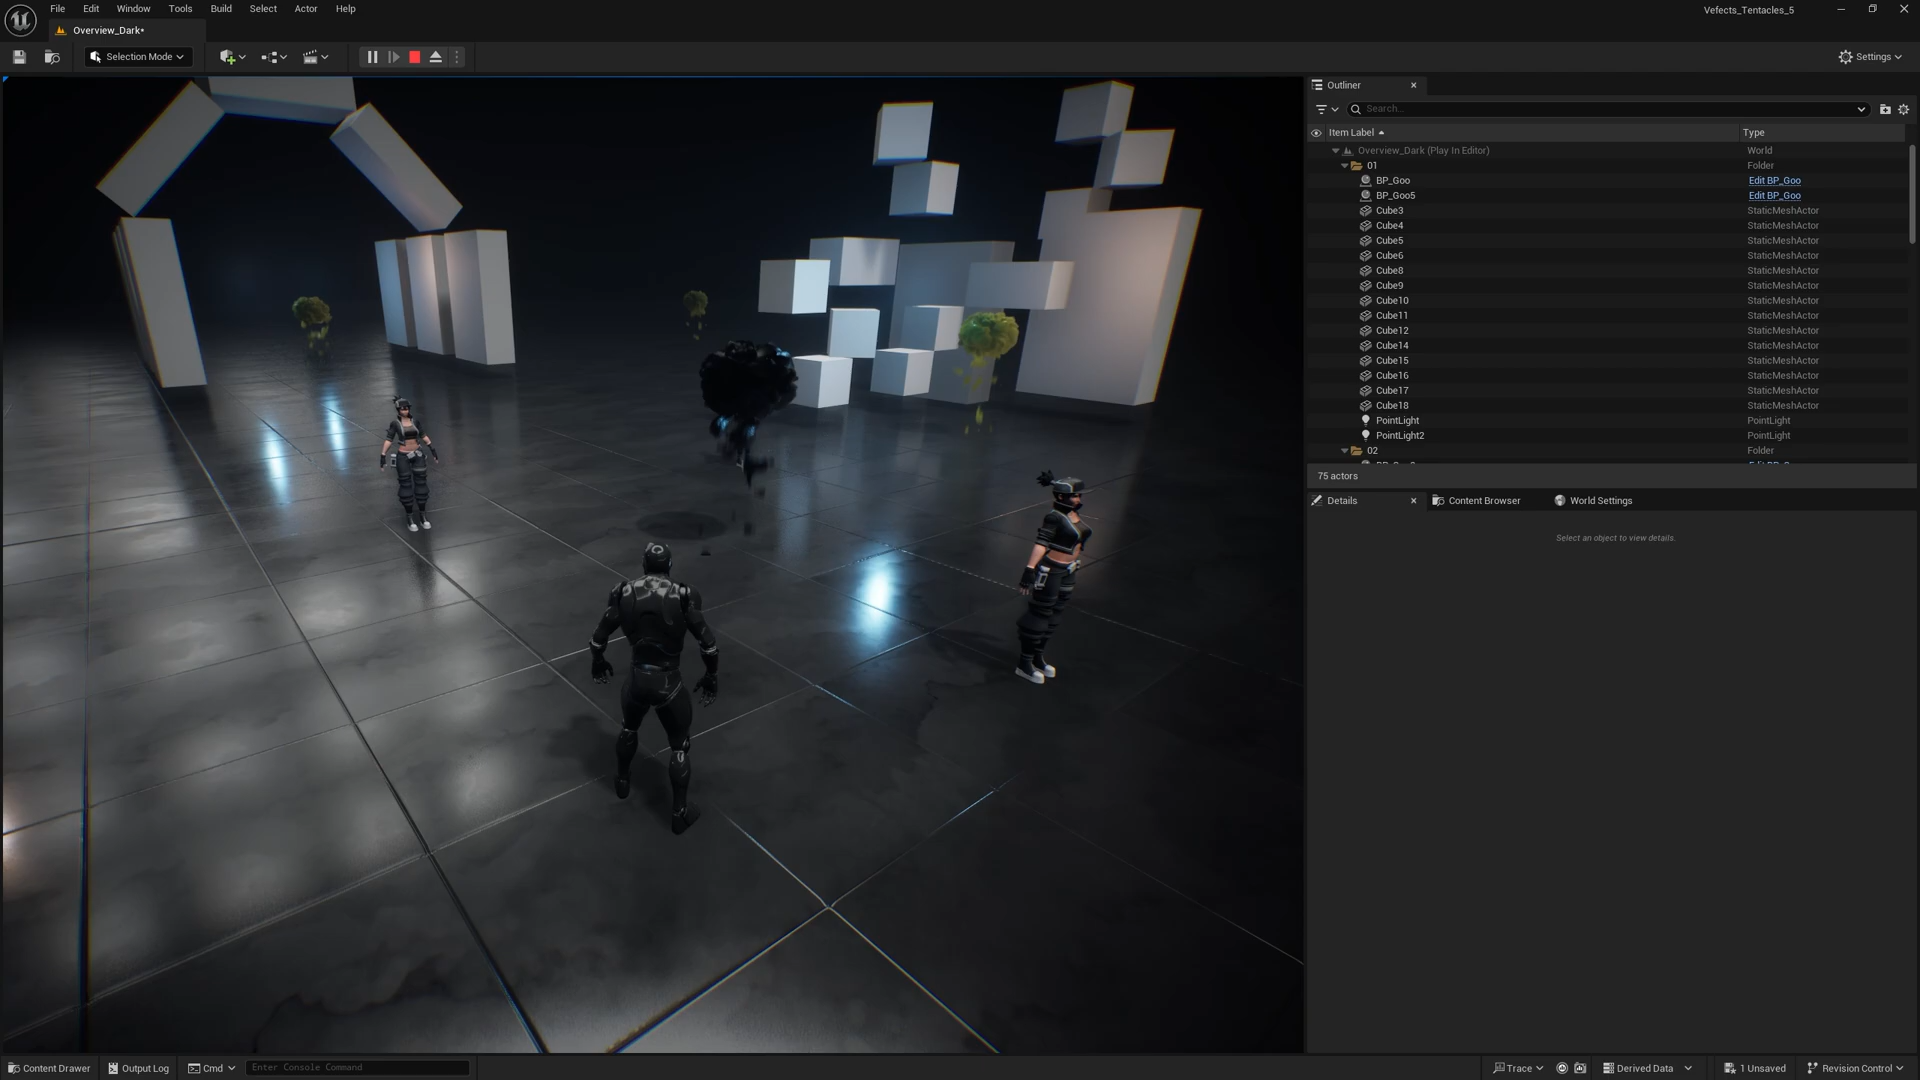 File Edit Window Tools Build Select Actor Help
Vefects_Tentacles_5
Overview_Dark*
Selection Mode
Settings
Outliner
Search...
Item Label Type
Overview_Dark (Play In Editor) World
01 Folder
BP_Goo Edit BP_Goo
BP_Goo5 Edit BP_Goo
Cube3 StaticMeshActor
Cube4 StaticMeshActor
Cube5 StaticMeshActor
Cube6 StaticMeshActor
Cube8 StaticMeshActor
Cube9 StaticMeshActor
Cube10 StaticMeshActor
Cube11 StaticMeshActor
Cube12 StaticMeshActor
Cube14 StaticMeshActor
Cube15 StaticMeshActor
Cube16 StaticMeshActor
Cube17 StaticMeshActor
Cube18 StaticMeshActor
PointLight PointLight
PointLight2 PointLight
02 Folder
75 actors
Details Content Browser World Settings
Select an object to view details.
Content Drawer Output Log Cmd Enter Console Command Trace Derived Data 1 Unsaved Revision Control